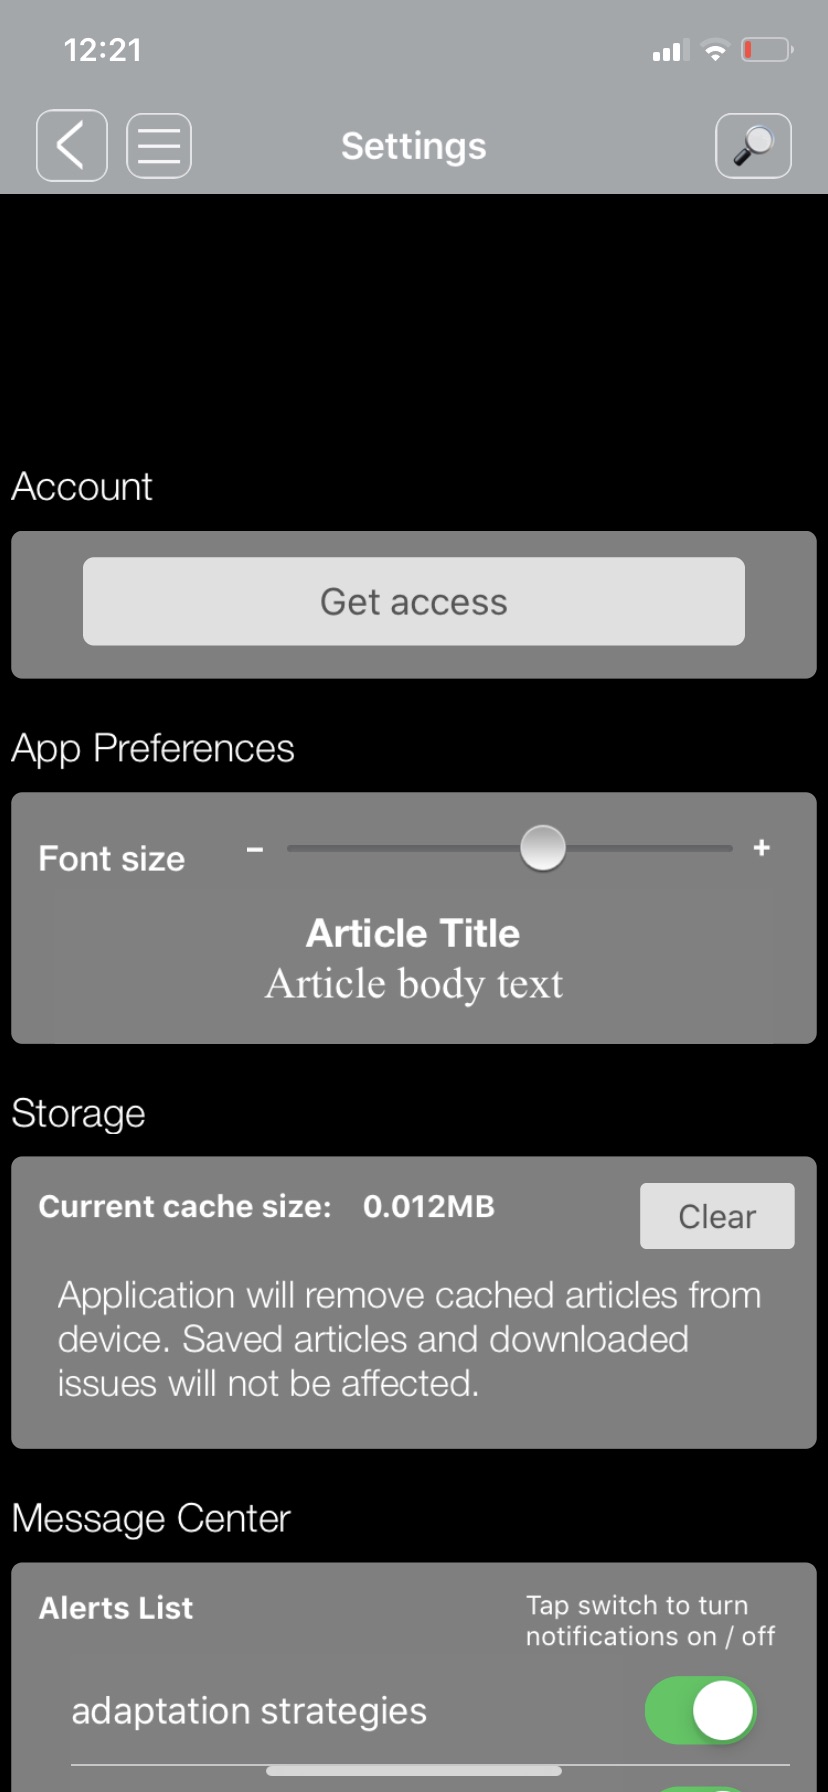 12:21
Settings
Account
Get access
App Preferences
Font size - +
Article Title
Article body text
Storage
Current cache size: 0.012MB
Clear
Application will remove cached articles from
device. Saved articles and downloaded
issues will not be affected.
Message Center
Alerts List
Tap switch to turn
notifications on / off
adaptation strategies